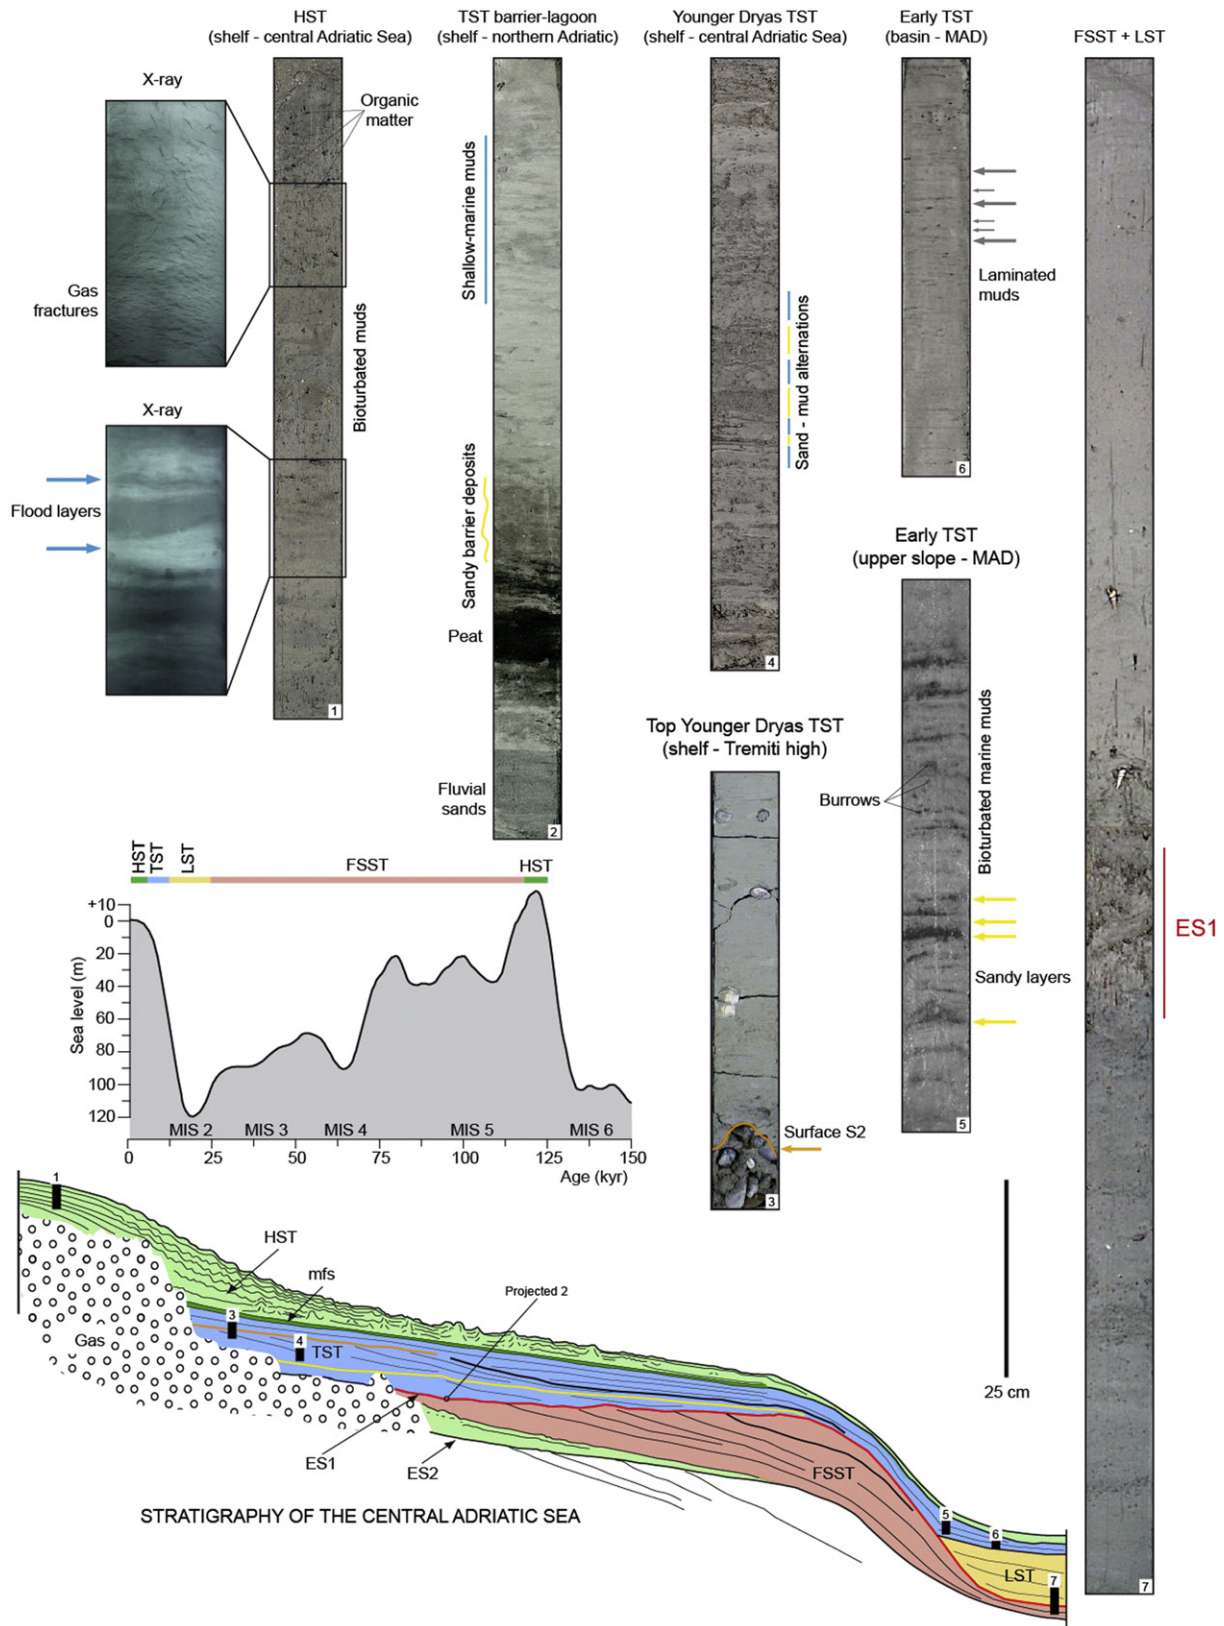 HST
(shelf - central Adriatic Sea)
TST barrier-lagoon
(shelf - northern Adriatic)
Younger Dryas TST
(shelf - central Adriatic Sea)
Early TST
(basin - MAD)
FSST + LST
X-ray
Organic
matter
Gas
fractures
Bioturbated muds
X-ray
Flood layers
1
Shallow-marine muds
Sandy barrier deposits
Peat
Fluvial
sands
2
Sand - mud alternations
4
Laminated
muds
6
Early TST
(upper slope - MAD)
Burrows
Bioturbated marine muds
Sandy layers
5
Top Younger Dryas TST
(shelf - Tremiti high)
Surface S2
3
ES1
7
25 cm
HST
TST
LST
FSST
HST
Sea level (m)
+10
0
20
40
60
80
100
120
MIS 2
MIS 3
MIS 4
MIS 5
MIS 6
0
25
50
75
100
125
150
Age (kyr)
1
HST
mfs
Projected 2
3
4
TST
Gas
ES1
ES2
FSST
5
6
LST
7
STRATIGRAPHY OF THE CENTRAL ADRIATIC SEA